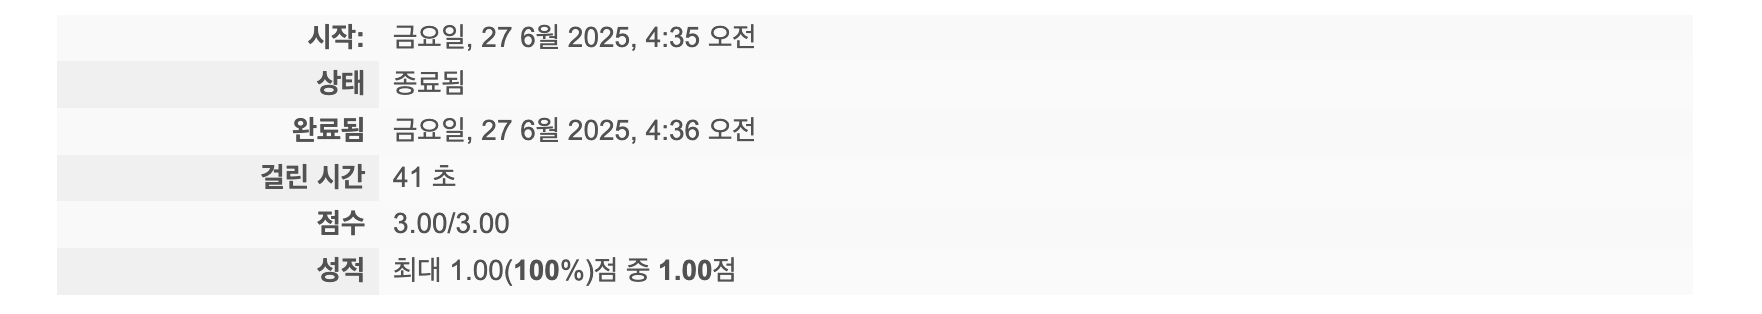 시작: 금요일, 27 6월 2025, 4:35 오전
상태 종료됨
완료됨 금요일, 27 6월 2025, 4:36 오전
걸린 시간 41 초
점수 3.00/3.00
성적 최대 1.00(100%)점 중 1.00점